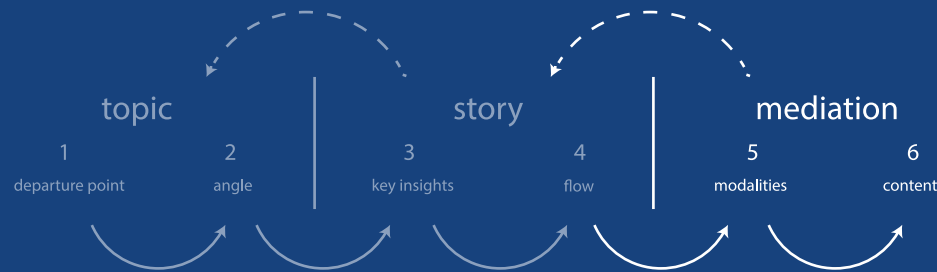 topic story mediation
1 2 3 4 5 6
departure point angle key insights flow modalities content